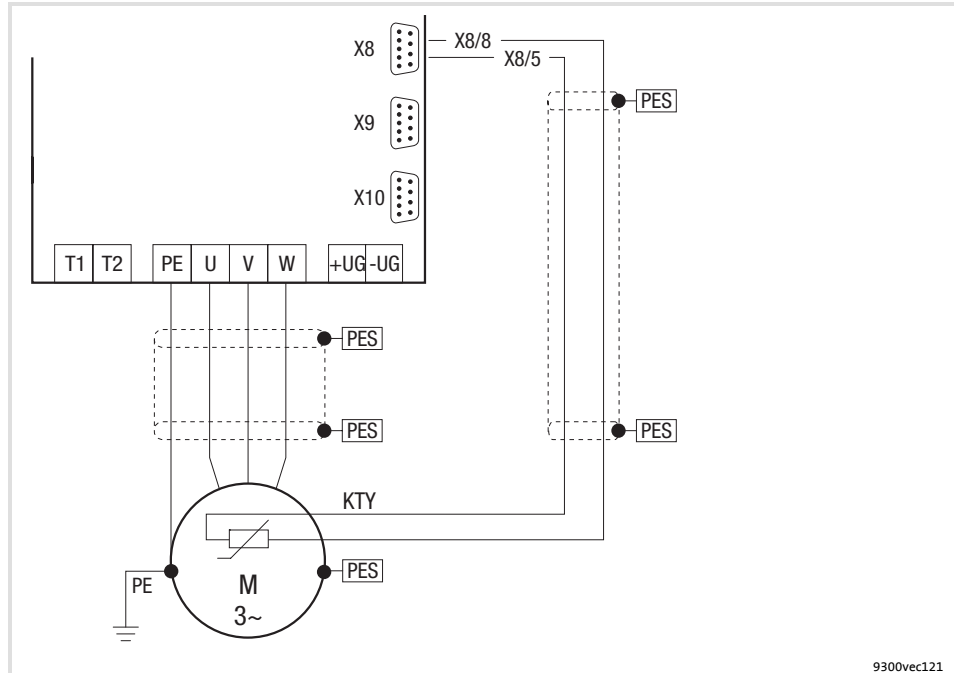 X8
X8/8
X8/5
PES
X9
X10
T1 T2 PE U V W +UG -UG
PES
PES
PES
KTY
PES
PE
M
3~
9300vec121